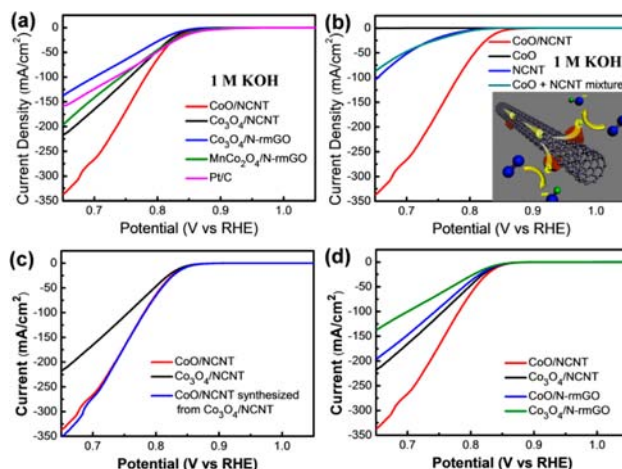 (a)
1 M KOH
CoO/NCNT
Co₃O₄/NCNT
Co₃O₄/N-rmGO
MnCo₂O₄/N-rmGO
Pt/C
Current Density (mA/cm²)
0
-50
-100
-150
-200
-250
-300
-350
0.7
0.8
0.9
1.0
Potential (V vs RHE)
(b)
CoO/NCNT
CoO
NCNT
1 M KOH
CoO + NCNT mixture
Current Density (mA/cm²)
0
-50
-100
-150
-200
-250
-300
-350
0.7
0.8
0.9
1.0
Potential (V vs RHE)
(c)
CoO/NCNT
Co₃O₄/NCNT
CoO/NCNT synthesized
from Co₃O₄/NCNT
Current (mA/cm²)
0
-50
-100
-150
-200
-250
-300
-350
0.7
0.8
0.9
1.0
Potential (V vs RHE)
(d)
CoO/NCNT
Co₃O₄/NCNT
CoO/N-rmGO
Co₃O₄/N-rmGO
Current (mA/cm²)
0
-50
-100
-150
-200
-250
-300
-350
0.7
0.8
0.9
1.0
Potential (V vs RHE)